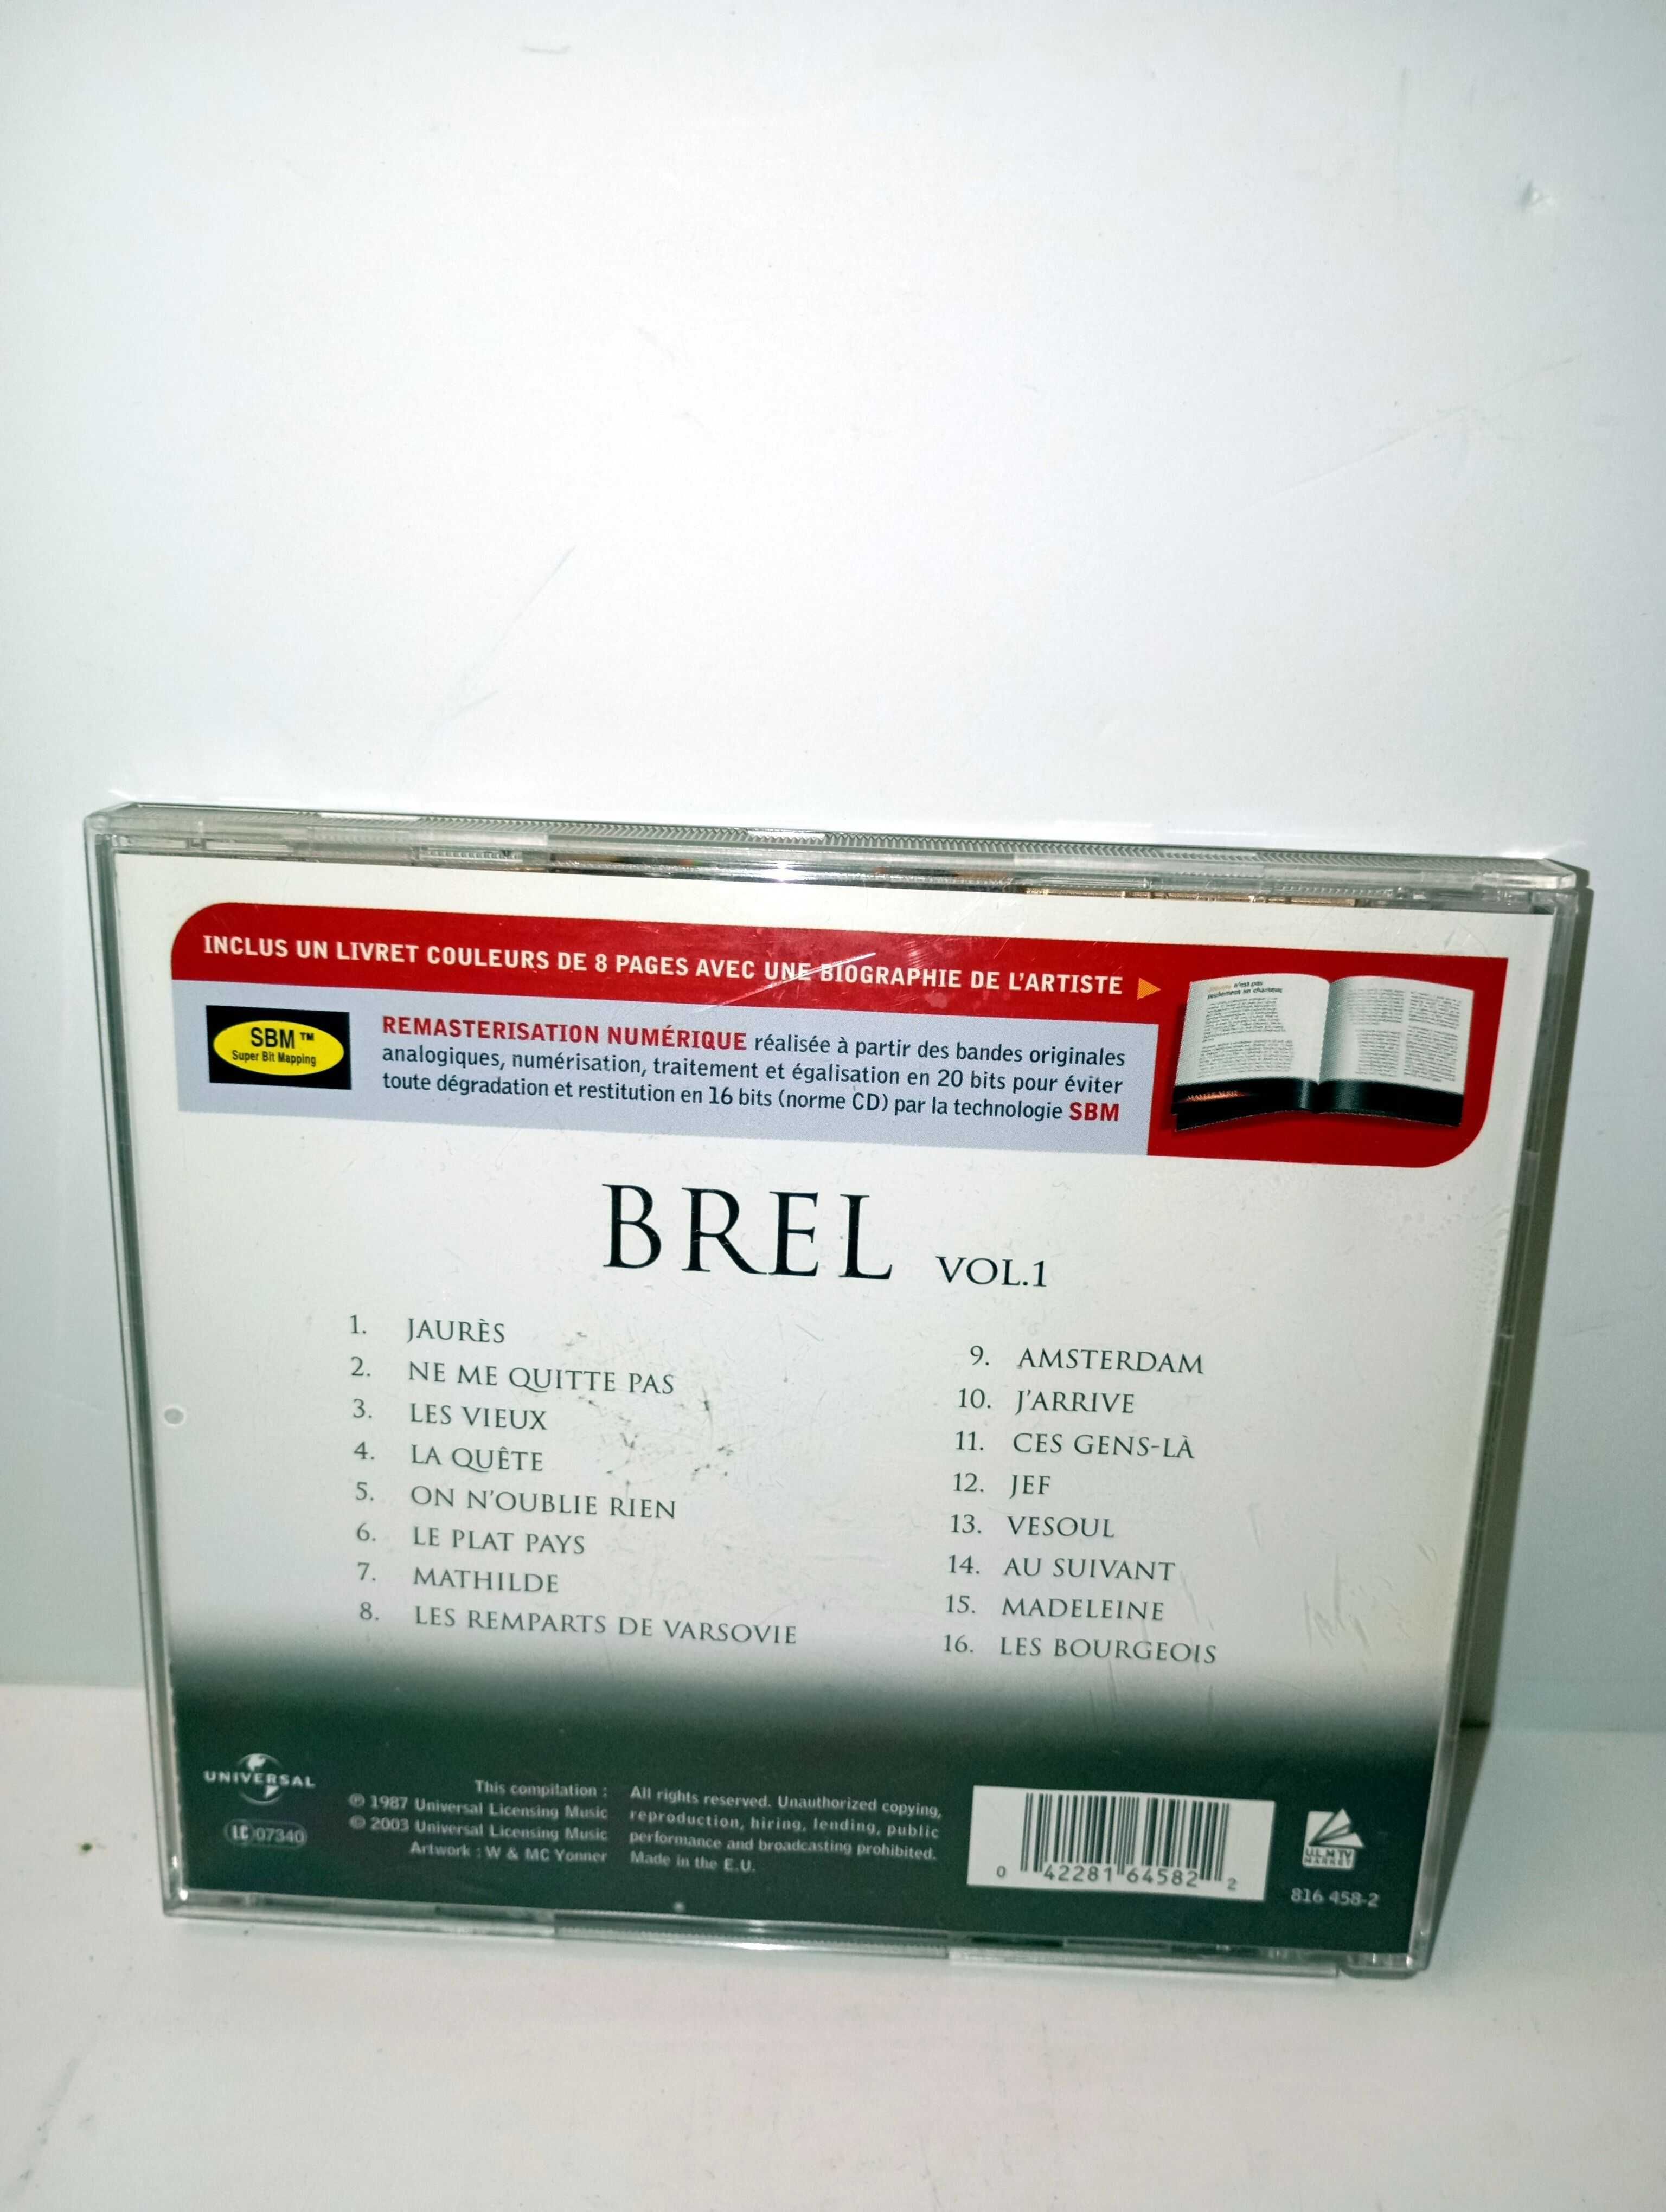 INCLUS UN LIVRET COULEURS DE 8 PAGES AVEC UNE BIOGRAPHIE DE L'ARTISTE
n'est pas
seulement un chanteur,
SBM™
Super Bit Mapping
REMASTERISATION NUMÉRIQUE réalisée à partir des bandes originales
analogiques, numérisation, traitement et égalisation en 20 bits pour éviter
toute dégradation et restitution en 16 bits (norme CD) par la technologie SBM
BREL VOL.1
1. JAURÈS
2. NE ME QUITTE PAS
3. LES VIEUX
4. LA QUÊTE
5. ON N'OUBLIE RIEN
6. LE PLAT PAYS
7. MATHILDE
8. LES REMPARTS DE VARSOVIE
9. AMSTERDAM
10. J'ARRIVE
11. CES GENS-LÀ
12. JEF
13. VESOUL
14. AU SUIVANT
15. MADELEINE
16. LES BOURGEOIS
UNIVERSAL
LC 07340
This compilation :
℗ 1987 Universal Licensing Music
© 2003 Universal Licensing Music
Artwork : W & MC Yonner
All rights reserved. Unauthorized copying,
reproduction, hiring, lending, public
performance and broadcasting prohibited.
Made in the E.U.
0 42281 64582 2
U.L.M TV
MARKET
816 458-2